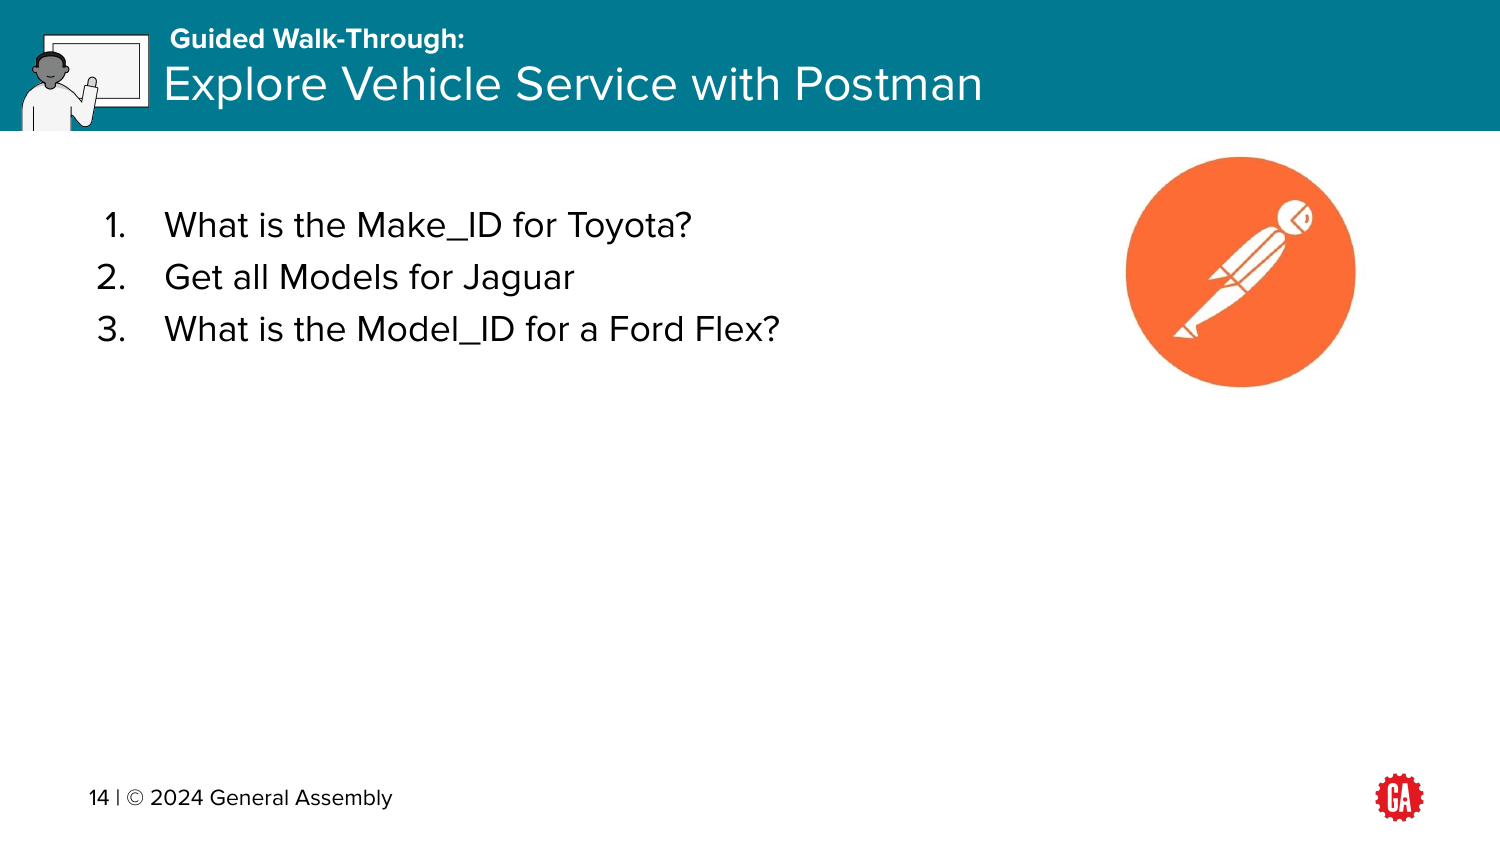 Guided Walk-Through:
Explore Vehicle Service with Postman
1. What is the Make_ID for Toyota?
2. Get all Models for Jaguar
3. What is the Model_ID for a Ford Flex?
14 | © 2024 General Assembly
GA